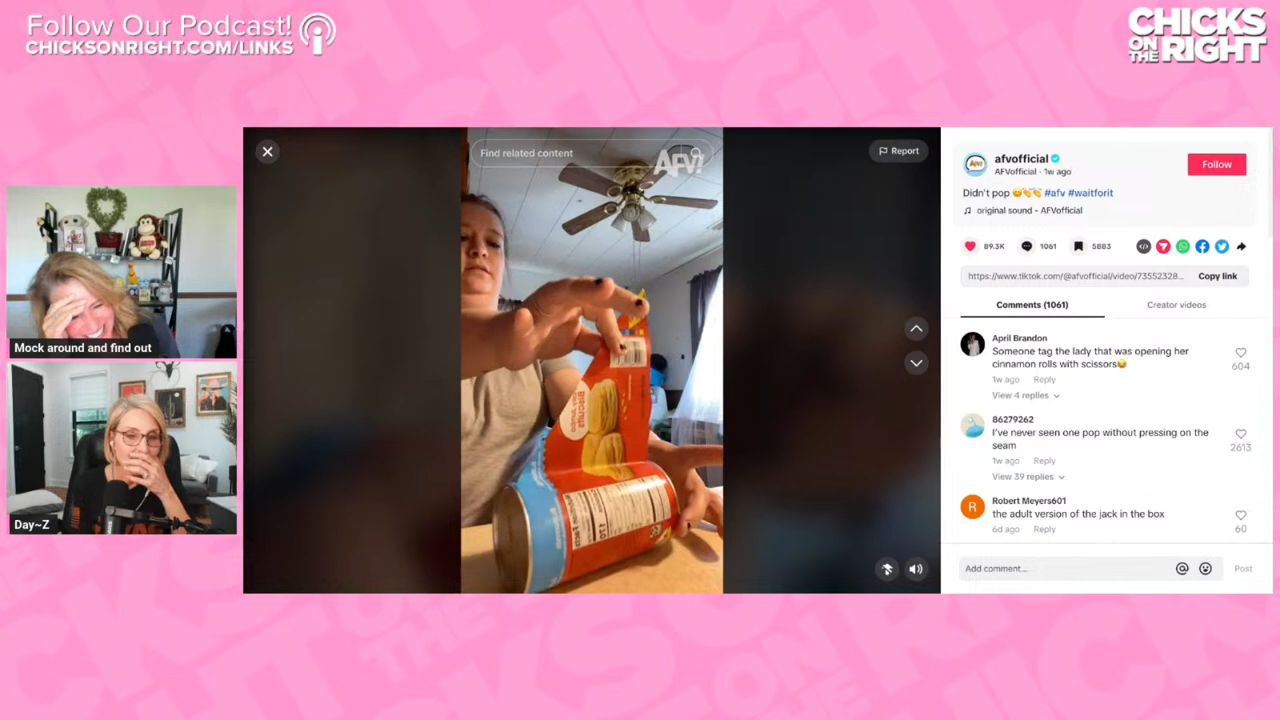 Follow Our Podcast!
CHICKSONRIGHT.COM/LINKS
CHICKS
ON THE RIGHT
Mock around and find out
Day~Z
Find related content
AFV!
Report
Biscuits
Nutrition Facts
afvofficial
AFVofficial · 1w ago
Follow
Didn't pop 😅👏👏 #afv #waitforit
original sound - AFVofficial
89.3K
1061
5883
https://www.tiktok.com/@afvofficial/video/73552328...
Copy link
Comments (1061)
Creator videos
April Brandon
Someone tag the lady that was opening her
cinnamon rolls with scissors😂
604
1w ago Reply
View 4 replies
86279262
I've never seen one pop without pressing on the
seam
2613
1w ago Reply
View 39 replies
R
Robert Meyers601
the adult version of the jack in the box
60
6d ago Reply
Add comment...
Post